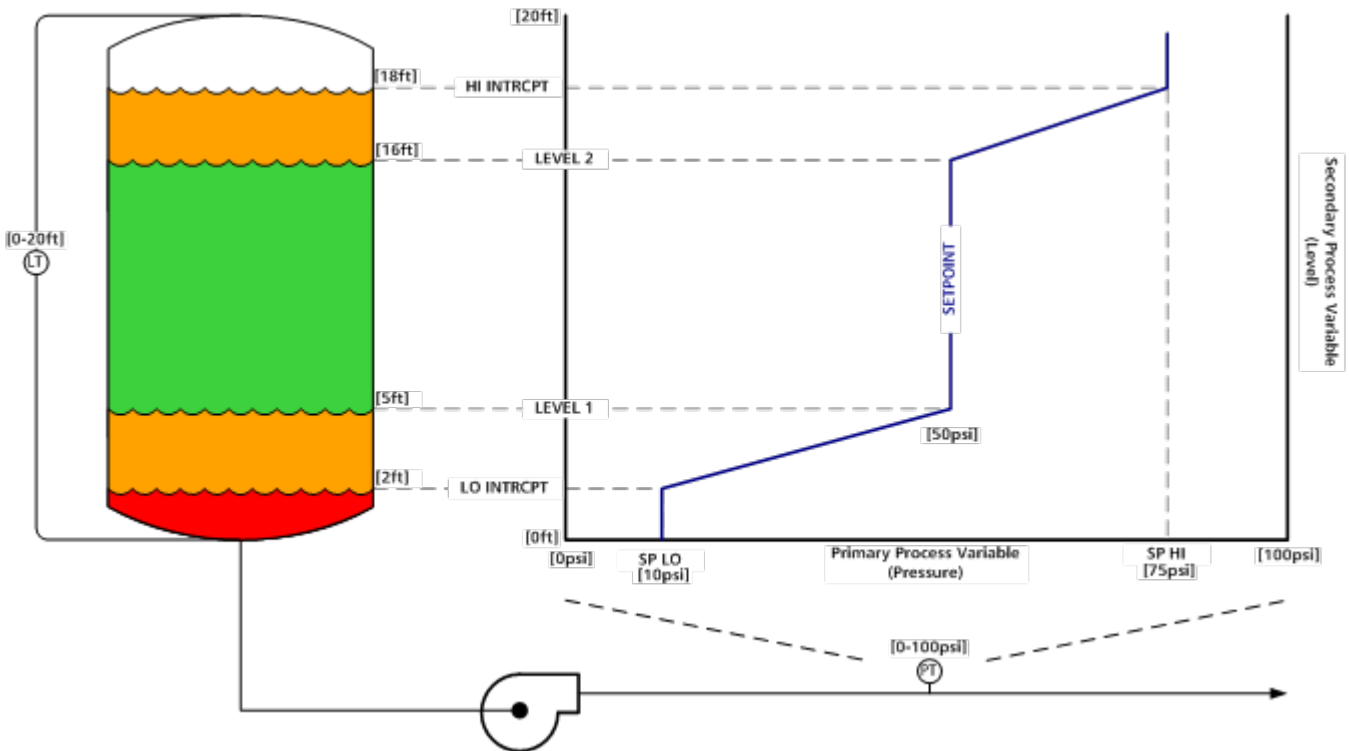 [20ft]
[18ft]
HI INTRCPT
[16ft]
LEVEL 2
[0-20ft]
LT
SETPOINT
Secondary Process Variable
(Level)
[5ft]
LEVEL 1
[50psi]
[2ft]
LO INTRCPT
[0ft]
[0psi]
SP LO
[10psi]
Primary Process Variable
(Pressure)
SP HI
[75psi]
[100psi]
[0-100psi]
PT